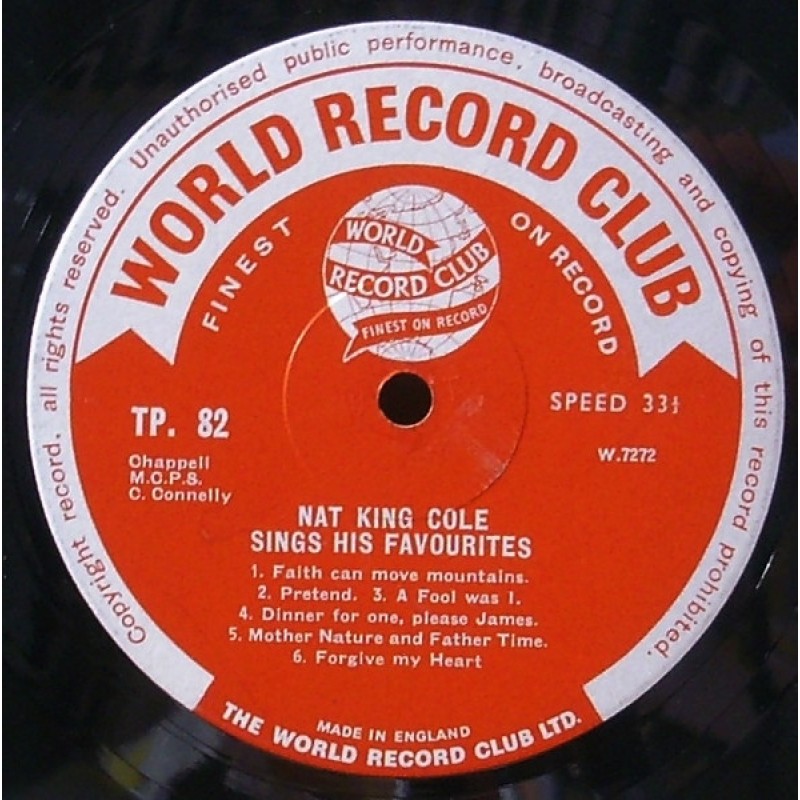 Copyright record. all rights reserved. Unauthorised public performance, broadcasting and copying of this record prohibited.
WORLD RECORD CLUB
FINEST ON RECORD
WORLD
RECORD CLUB
FINEST ON RECORD
TP. 82
SPEED 33⅓
Chappell
M.C.P.S.
C. Connelly
W.7272
NAT KING COLE
SINGS HIS FAVOURITES
1. Faith can move mountains.
2. Pretend. 3. A Fool was I.
4. Dinner for one, please James.
5. Mother Nature and Father Time.
6. Forgive my Heart
MADE IN ENGLAND
THE WORLD RECORD CLUB LTD.